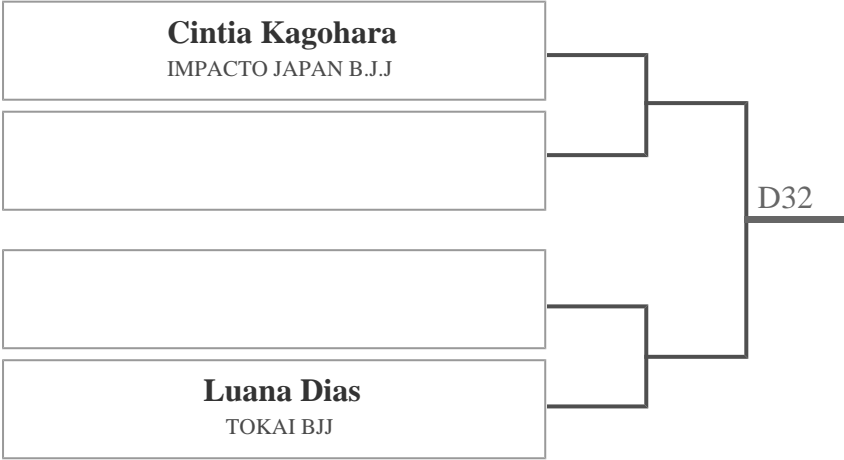 Cintia Kagohara
IMPACTO JAPAN B.J.J
D32
Luana Dias
TOKAI BJJ